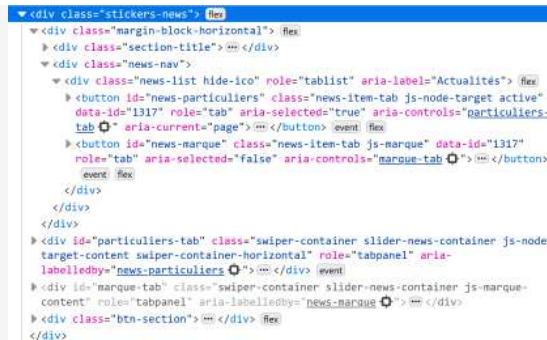 <div class="stickers-news"> flex
<div class="margin-block-horizontal"> flex
<div class="section-title"> ⋯ </div>
<div class="news-nav">
<div class="news-list hide-ico" role="tablist" aria-label="Actualités"> flex
<button id="news-particuliers" class="news-item-tab js-node-target active"
data-id="1317" role="tab" aria-selected="true" aria-controls="particuliers-
tab" aria-current="page"> ⋯ </button> event flex
<button id="news-marque" class="news-item-tab js-marque" data-id="1317"
role="tab" aria-selected="false" aria-controls="marque-tab"> ⋯ </button>
event flex
</div>
</div>
</div>
<div id="particuliers-tab" class="swiper-container slider-news-container js-node-
target-content swiper-container-horizontal" role="tabpanel" aria-
labelledby="news-particuliers"> ⋯ </div> event
<div id="marque-tab" class="swiper-container slider-news-container js-marque-
content" role="tabpanel" aria-labelledby="news-marque"> ⋯ </div>
<div class="btn-section"> ⋯ </div> flex
</div>